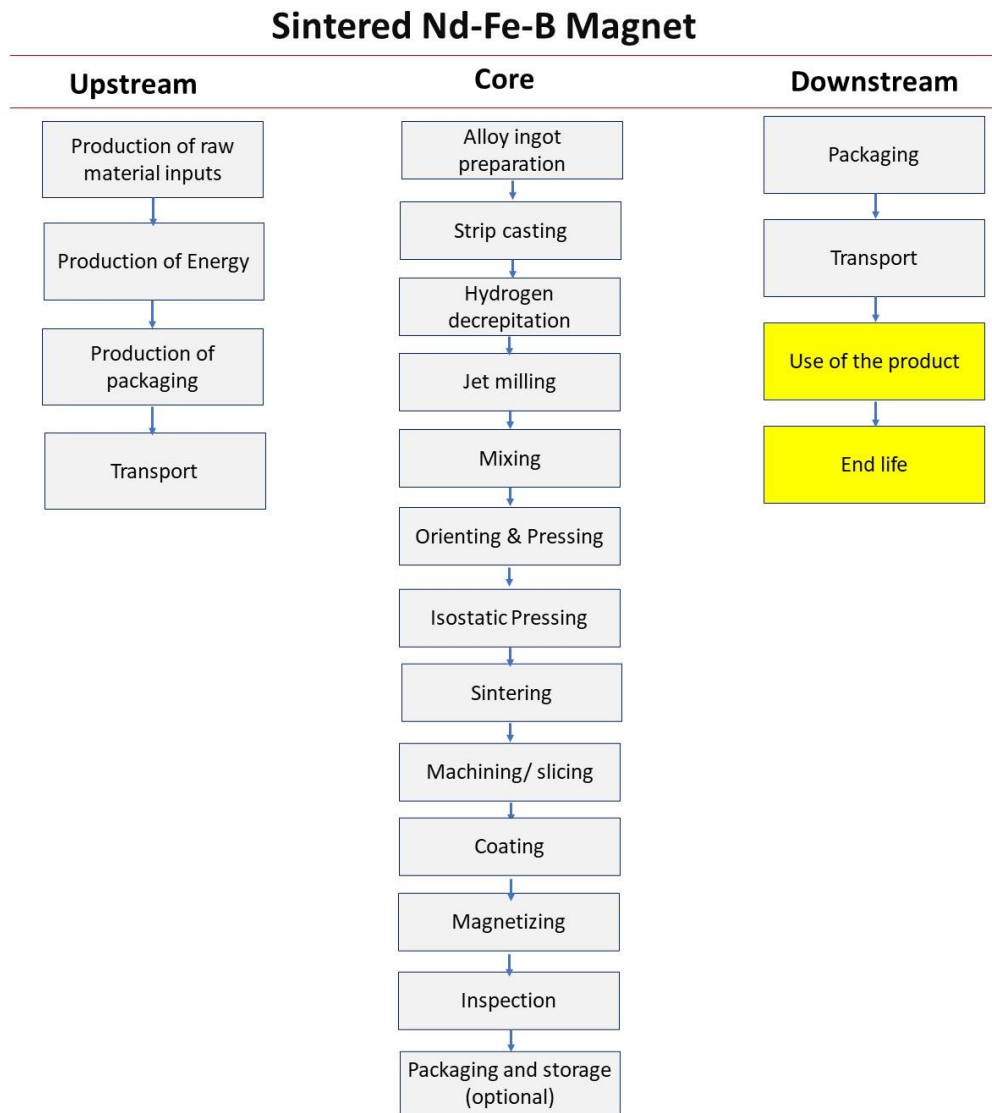 Sintered Nd-Fe-B Magnet
Upstream
Core
Downstream
Production of raw
material inputs
Production of Energy
Production of
packaging
Transport
Alloy ingot
preparation
Strip casting
Hydrogen
decrepitation
Jet milling
Mixing
Orienting & Pressing
Isostatic Pressing
Sintering
Machining/ slicing
Coating
Magnetizing
Inspection
Packaging and storage
(optional)
Packaging
Transport
Use of the product
End life